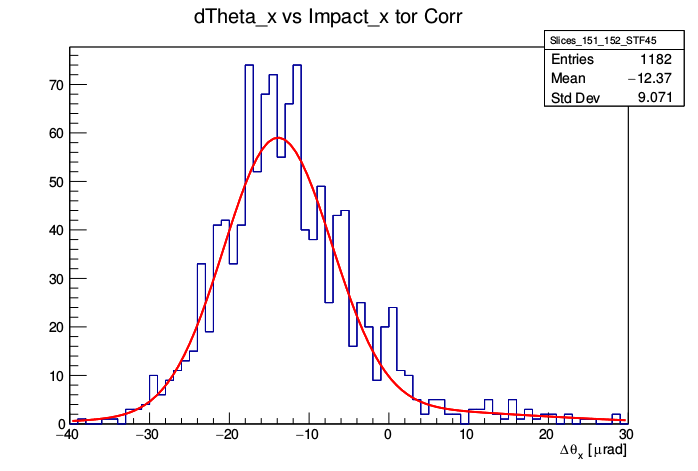 dTheta_x vs Impact_x tor Corr
Slices_151_152_STF45
Entries 1182
Mean −12.37
Std Dev 9.071
70
60
50
40
30
20
10
0
−40 −30 −20 −10 0 10 20 30
Δθx [μrad]